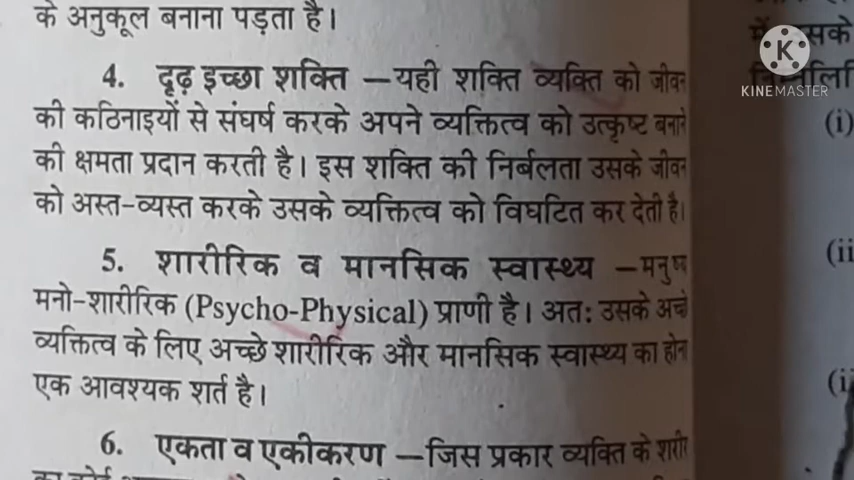 के अनुकूल बनाना पड़ता है।
4. दृढ़ इच्छा शक्ति —यही शक्ति व्यक्ति को जीवन
की कठिनाइयों से संघर्ष करके अपने व्यक्तित्व को उत्कृष्ट बनाने
की क्षमता प्रदान करती है। इस शक्ति की निर्बलता उसके जीवन
को अस्त-व्यस्त करके उसके व्यक्तित्व को विघटित कर देती है।
5. शारीरिक व मानसिक स्वास्थ्य —मनुष्य
मनो-शारीरिक (Psycho-Physical) प्राणी है। अतः उसके अच्छे
व्यक्तित्व के लिए अच्छे शारीरिक और मानसिक स्वास्थ्य का होना
एक आवश्यक शर्त है।
6. एकता व एकीकरण —जिस प्रकार व्यक्ति के शरीर
में
(i)
(ii
(i
KINEMASTER